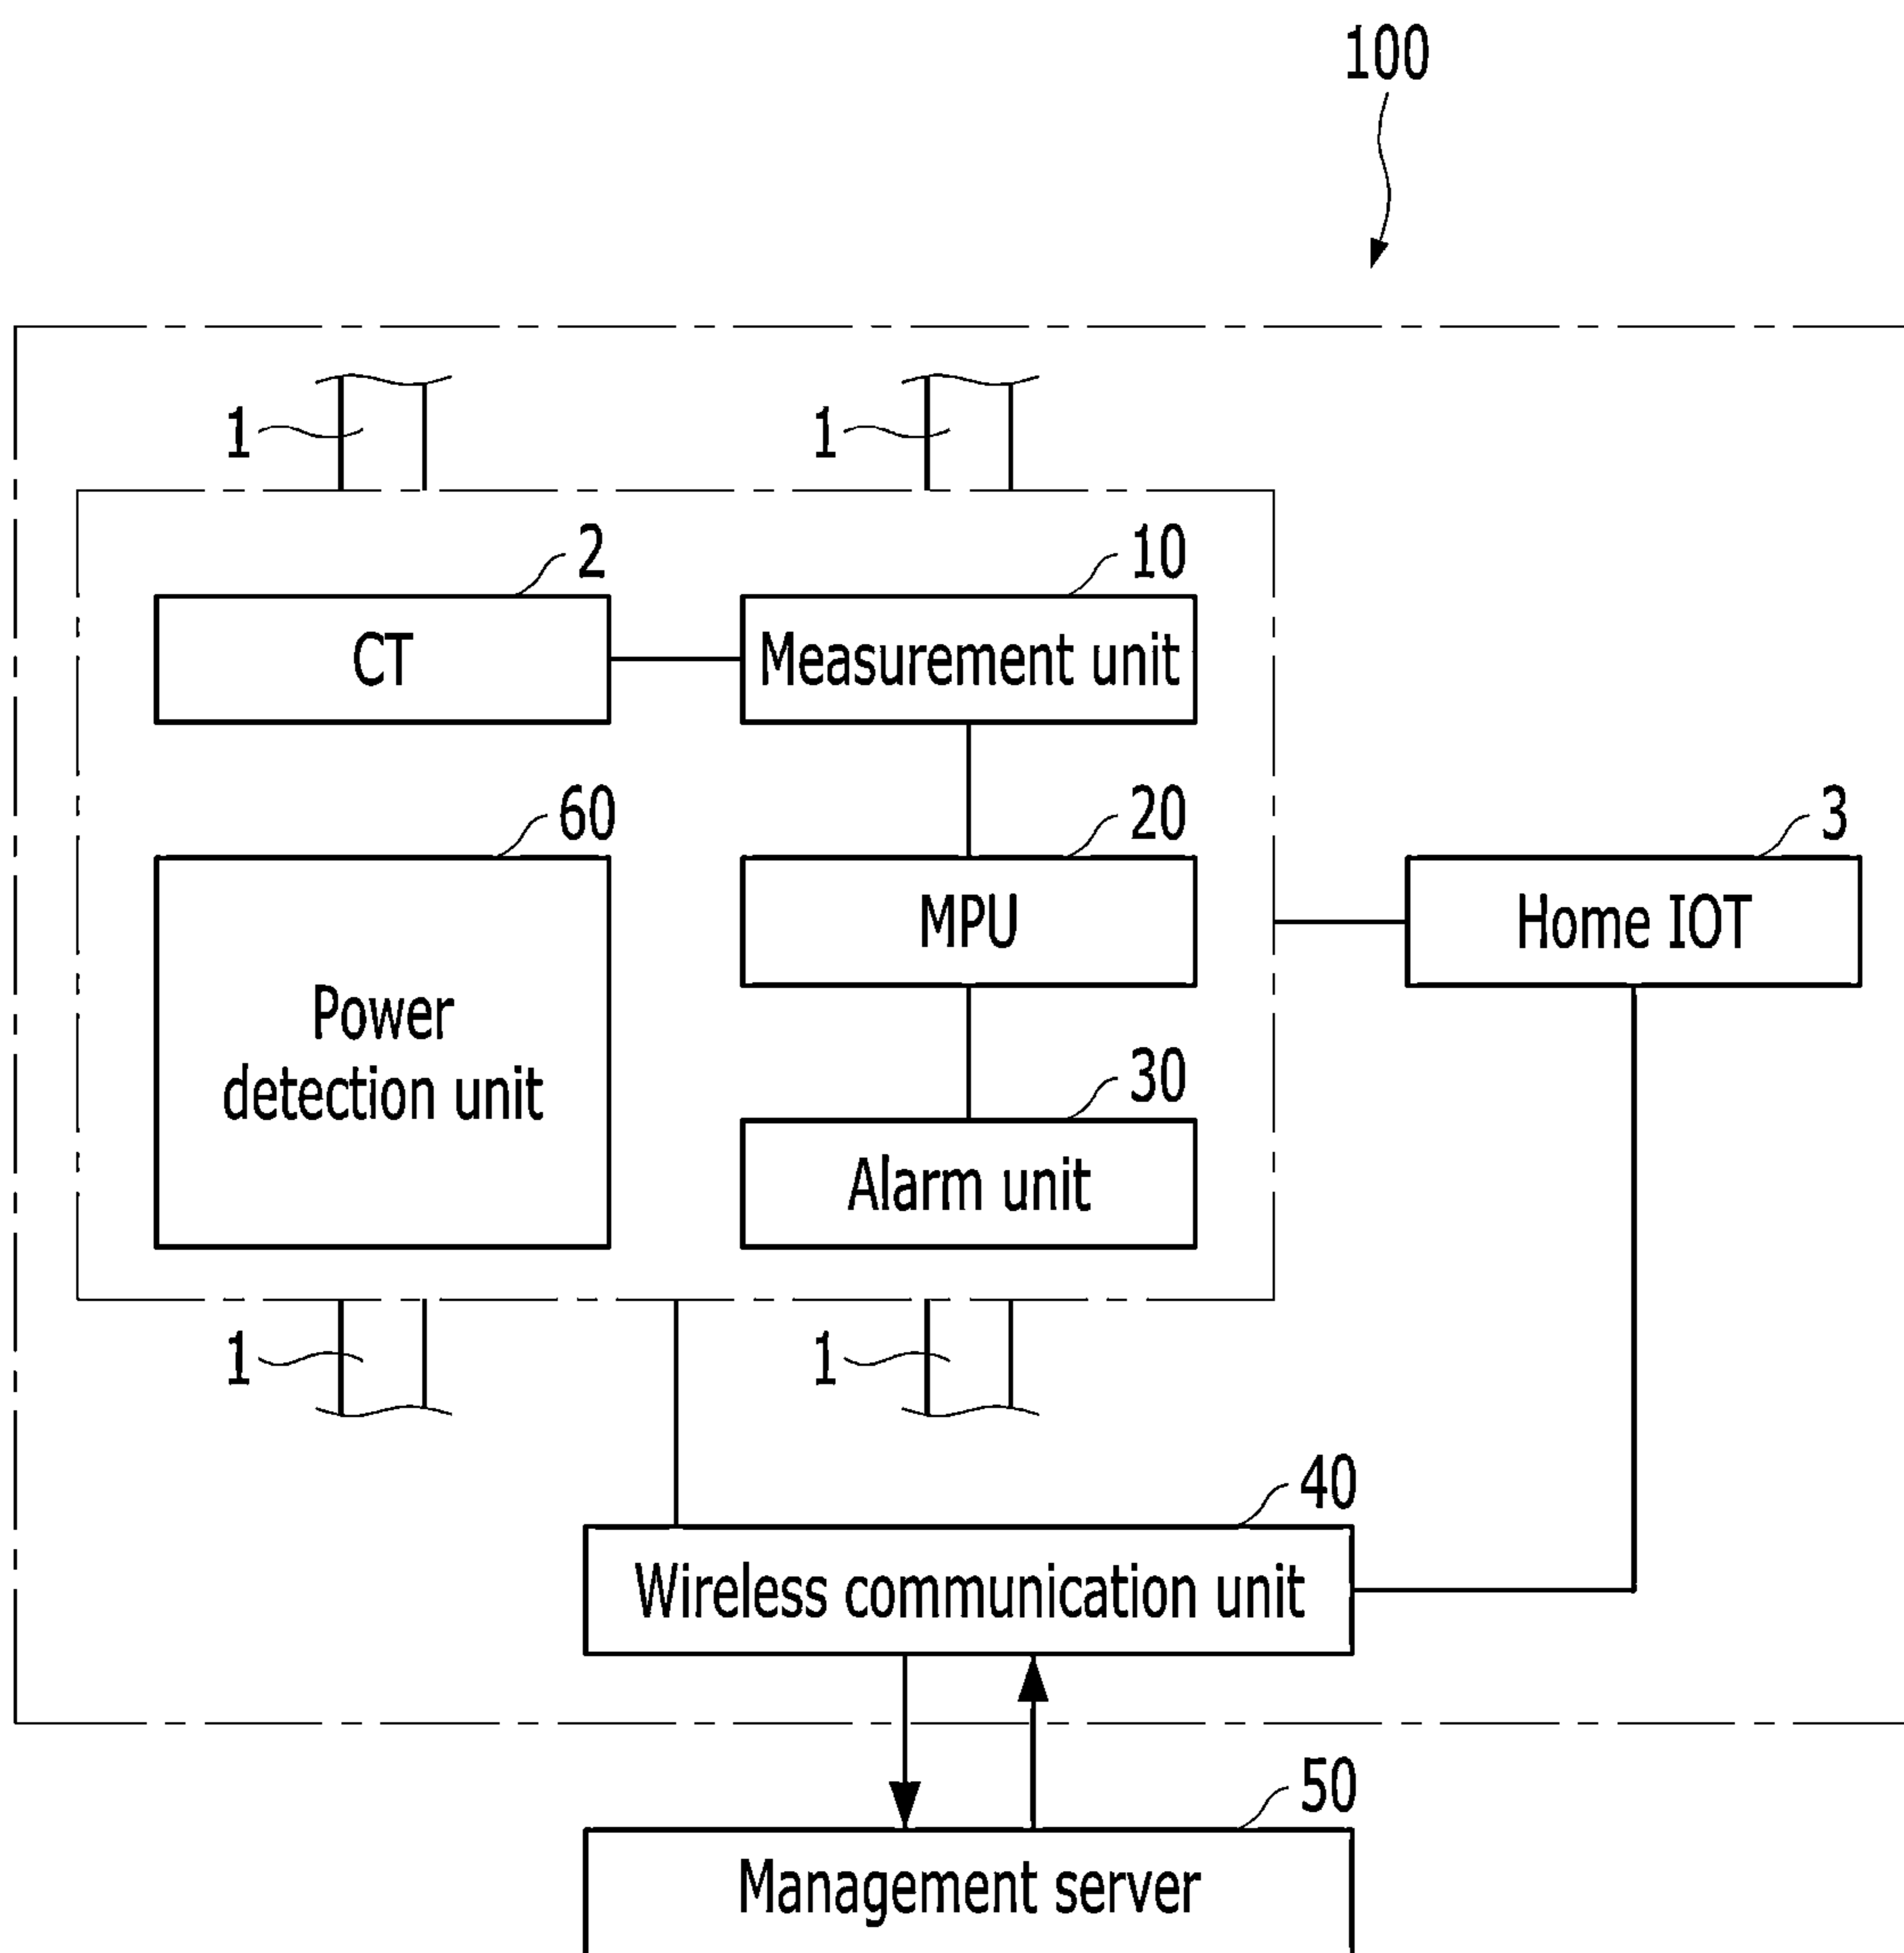 100
1
1
2
10
CT
Measurement unit
60
20
3
Power
detection unit
MPU
Home IOT
30
Alarm unit
1
1
40
Wireless communication unit
50
Management server